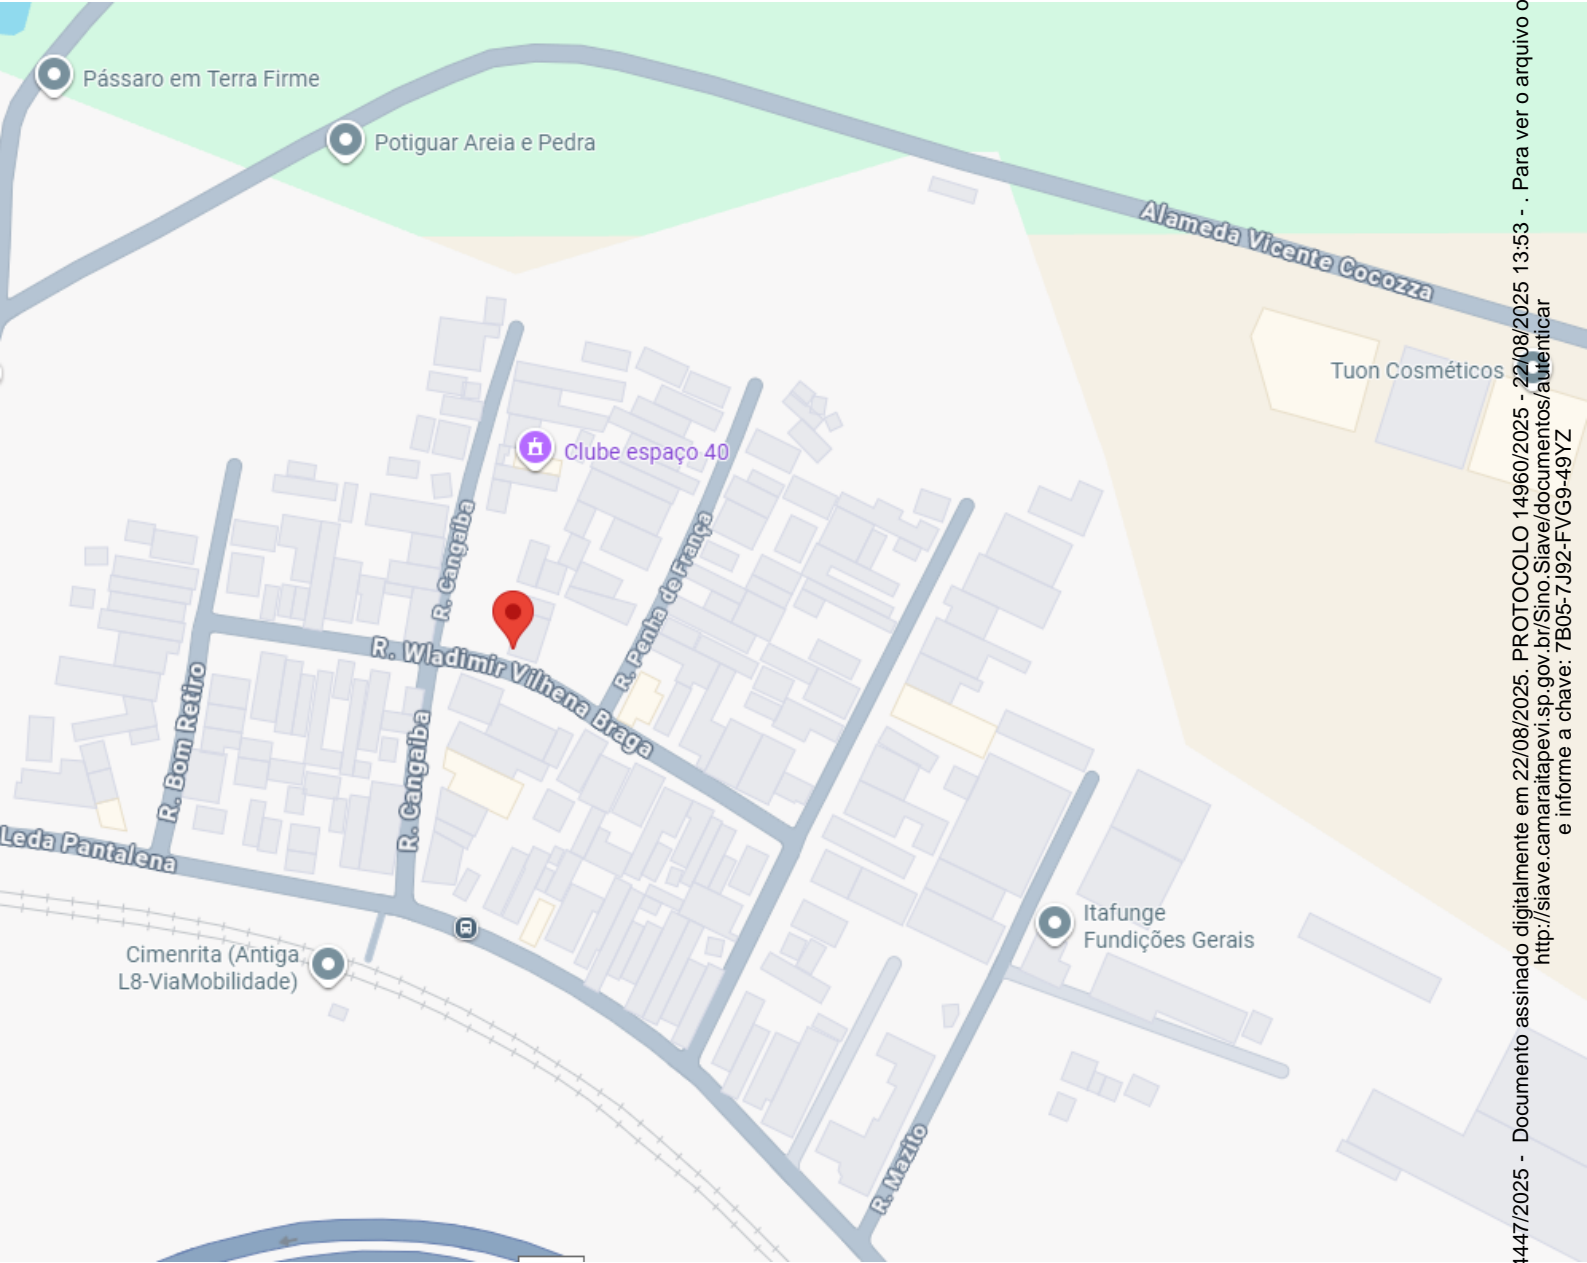 Pássaro em Terra Firme
Potiguar Areia e Pedra
Alameda Vicente Cocozza
Tuon Cosméticos
Clube espaço 40
R. Cangaiba
R. Penha de França
R. Wladimir Vilhena Braga
R. Bom Retiro
R. Cangaiba
Leda Pantalena
Cimenrita (Antiga
L8-ViaMobilidade)
Itafunge
Fundições Gerais
R. Mazito
4447/2025 - Documento assinado digitalmente em 22/08/2025. PROTOCOLO 14960/2025 - 22/08/2025 13:53 - . Para ver o arquivo o
http://siave.camaraitapevi.sp.gov.br/Sino.Siave/documentos/autenticar
e informe a chave: 7B05-7J92-FVG9-49YZ